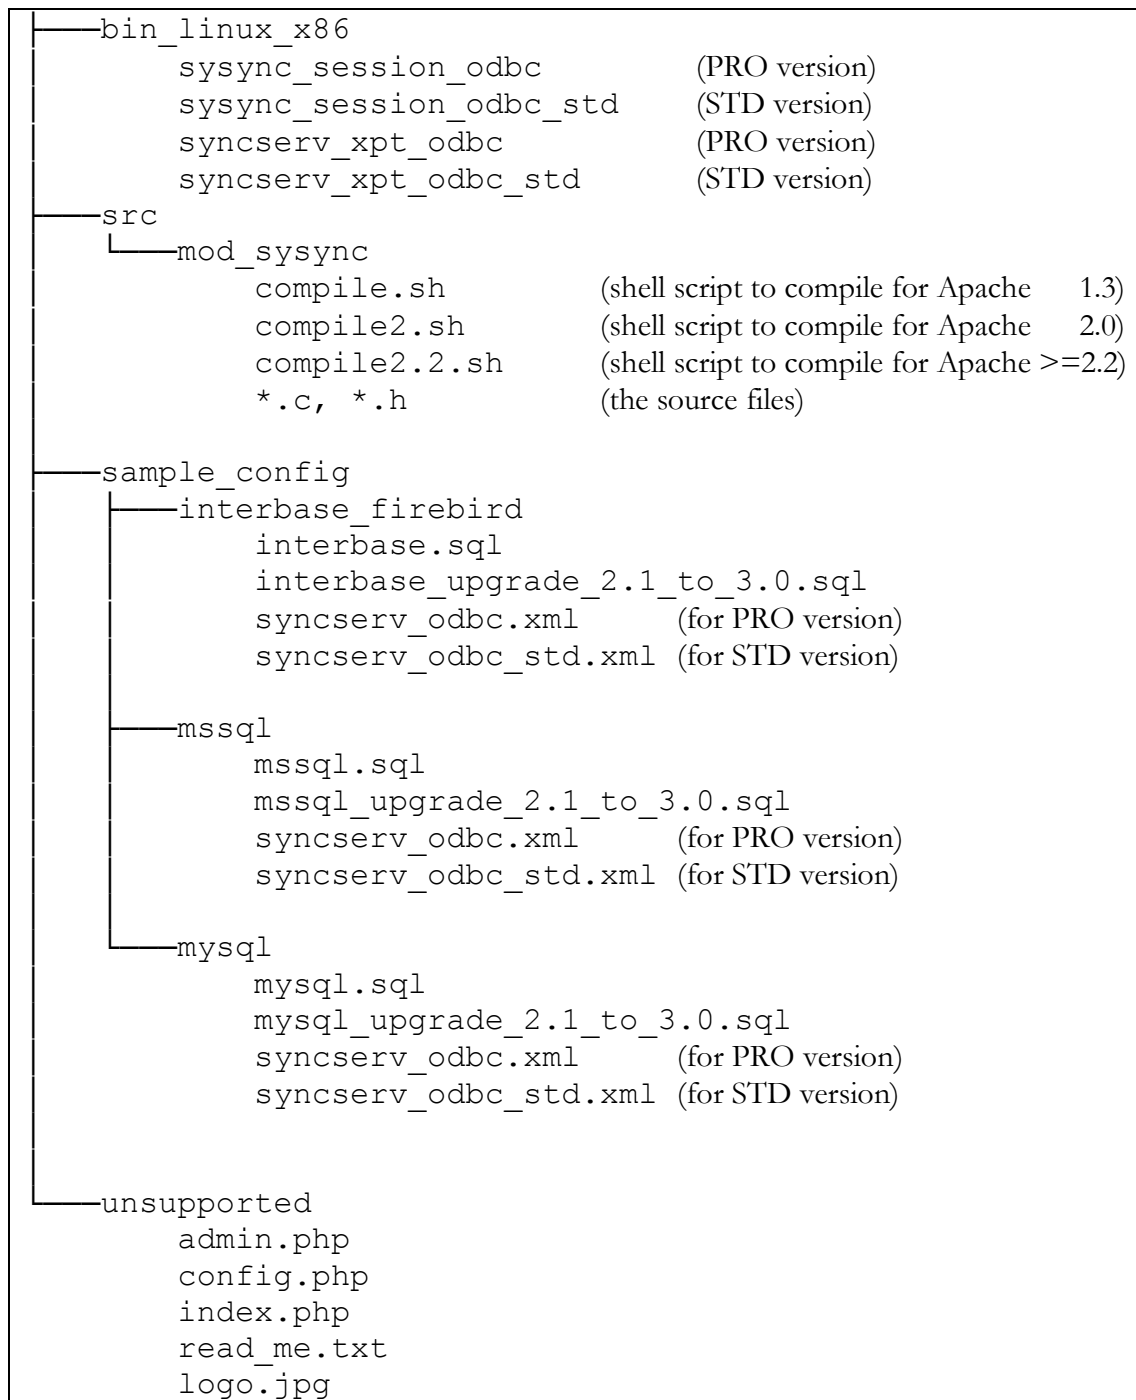 bin_linux_x86
sysync_session_odbc (PRO version)
sysync_session_odbc_std (STD version)
syncserv_xpt_odbc (PRO version)
syncserv_xpt_odbc_std (STD version)
src
mod_sysync
compile.sh (shell script to compile for Apache 1.3)
compile2.sh (shell script to compile for Apache 2.0)
compile2.2.sh (shell script to compile for Apache >=2.2)
*.c, *.h (the source files)
sample_config
interbase_firebird
interbase.sql
interbase_upgrade_2.1_to_3.0.sql
syncserv_odbc.xml (for PRO version)
syncserv_odbc_std.xml (for STD version)
mssql
mssql.sql
mssql_upgrade_2.1_to_3.0.sql
syncserv_odbc.xml (for PRO version)
syncserv_odbc_std.xml (for STD version)
mysql
mysql.sql
mysql_upgrade_2.1_to_3.0.sql
syncserv_odbc.xml (for PRO version)
syncserv_odbc_std.xml (for STD version)
unsupported
admin.php
config.php
index.php
read_me.txt
logo.jpg